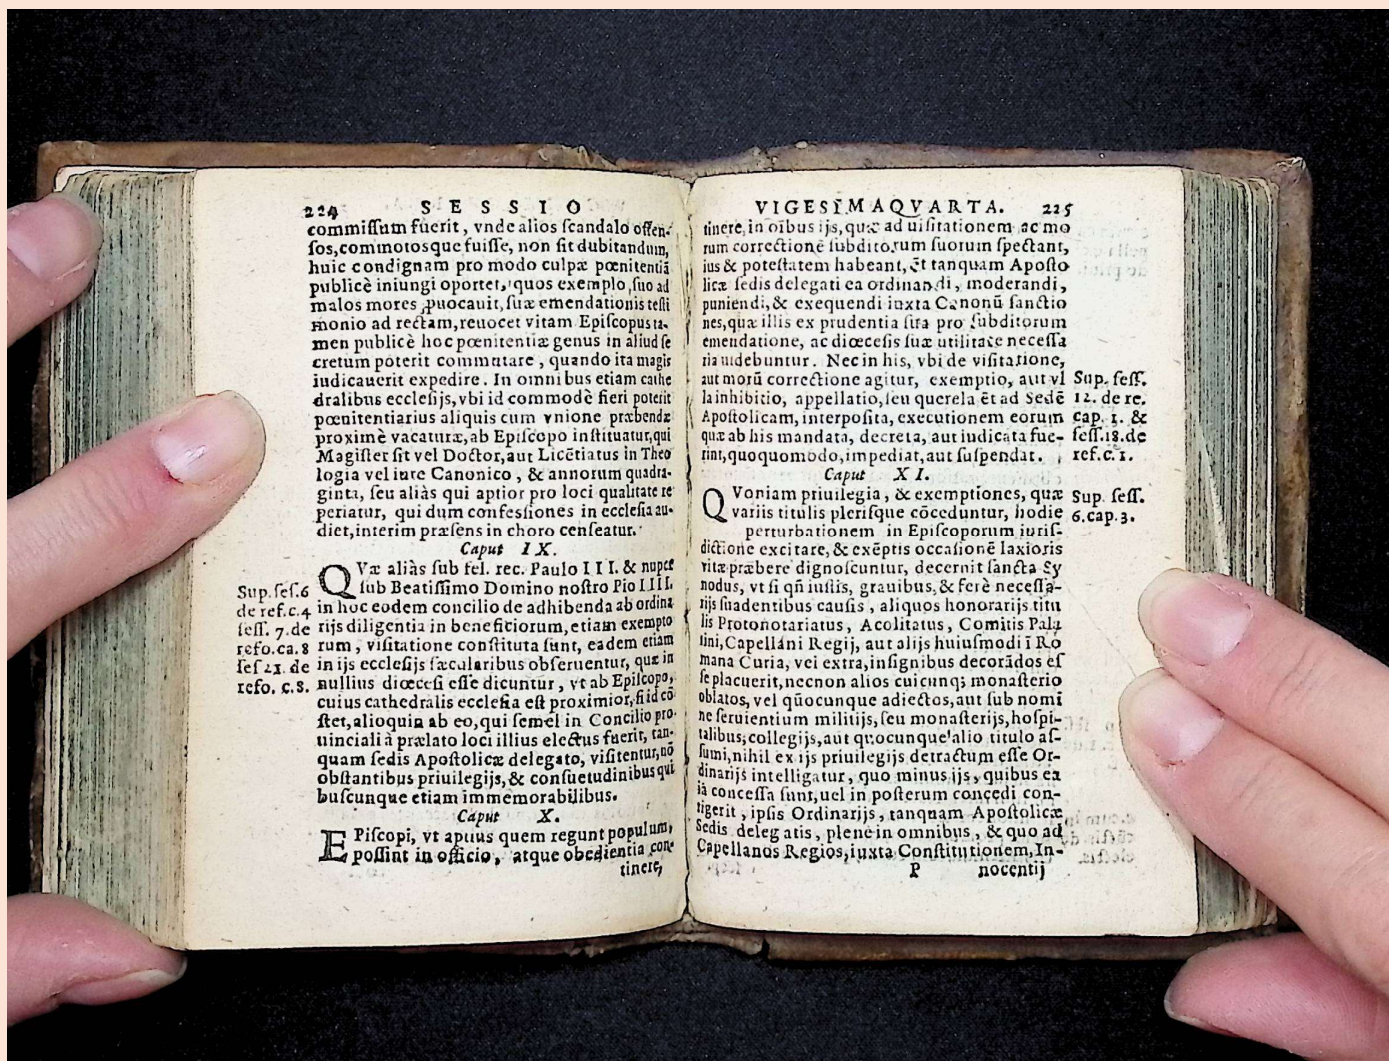 224 SESSIO
commiſſum fuerit, vnde alios ſcandalo offen-
ſos, commotosque fuiſſe, non ſit dubitandum,
huic condignam pro modo culpæ pœnitentiã
publicè iniungi oportet, quos exemplo ſuo ad
malos mores ꝓuocauit, ſuæ emendationis teſti
monio ad rectam, reuocet vitam Epiſcopus ta-
men publicè hoc pœnitentiæ genus in aliud ſe
cretum poterit commutare, quando ita magis
iudicauerit expedire. In omnibus etiam cathe
dralibus eccleſijs, vbi id commodè fieri poterit
pœnitentiarius aliquis cum vnione præbendæ
proximè vacaturæ, ab Epiſcopo inſtituatur, qui
Magiſter ſit vel Doctor, aut Licẽtiatus in Theo
logia vel iure Canonico, & annorum quadra-
ginta, ſeu aliàs qui aptior pro loci qualitate re
periatur, qui dum confeſſiones in eccleſia au-
diet, interim præſens in choro cenſeatur.
Caput IX.
QVæ aliàs ſub fel. rec. Paulo III. & nuper
ſub Beatiſſimo Domino noſtro Pio IIII.
in hoc eodem concilio de adhibenda ab ordina
rijs diligentia in beneficiorum, etiam exempto
rum, viſitatione conſtituta ſunt, eadem etiam
in ijs eccleſijs ſæcularibus obſeruentur, quæ in
nullius diœceſi eſſe dicuntur, vt ab Epiſcopo,
cuius cathedralis eccleſia eſt proximior, ſi id cõ
ſtet, alioquin ab eo, qui ſemel in Concilio pro-
uinciali à prælato loci illius electus fuerit, tan-
quam ſedis Apoſtolicæ delegato, viſitentur, nõ
obſtantibus priuilegijs, & conſuetudinibus qui
buſcunque etiam immemorabilibus.
Caput X.
EPiſcopi, vt aptius quem regunt populum,
poſſint in officio, atque obedientia con-
tinere,
Sup. ſeſ. 6
de ref. c. 4
ſeſſ. 7. de
refo. ca. 8
ſeſ 21. de
refo. c. 8.
VIGESIMAQVARTA. 225
tinere, in oĩbus ijs, quæ ad uiſitationem ac mo
rum correctionẽ ſubditorum ſuorum ſpectant,
ius & poteſtatem habeant, ẽt tanquam Apoſto
licæ ſedis delegati ea ordinandi, moderandi,
puniendi, & exequendi iuxta Canonũ ſanctio
nes, quæ illis ex prudentia ſua pro ſubditorum
emendatione, ac diœceſis ſuæ utilitate neceſſa
ria uidebuntur. Nec in his, vbi de viſitatione,
aut morũ correctione agitur, exemptio, aut vl
la inhibitio, appellatio, ſeu querela ẽt ad Sedẽ
Apoſtolicam, interpoſita, executionem eorum
quæ ab his mandata, decreta, aut iudicata fue-
rint, quoquomodo, impediat, aut ſuſpendat.
Caput XI.
QVoniam priuilegia, & exemptiones, quæ
variis titulis pleriſque cõceduntur, hodie
perturbationem in Epiſcoporum iuriſ-
dictione excitare, & exẽptis occaſionẽ laxioris
vitæ præbere dignoſcuntur, decernit ſancta Sy
nodus, vt ſi qñ iuſtis, grauibus, & ferè neceſſa-
rijs ſuadentibus cauſis, aliquos honorarijs titu
lis Protonotariatus, Acolitatus, Comitis Pala
tini, Capellani Regij, aut alijs huiuſmodi ĩ Ro
mana Curia, vel extra, inſignibus decorãdos eſ
ſe placuerit, necnon alios cuicunq; monaſterio
oblatos, vel quõcunque adiectos, aut ſub nomi
ne ſeruientium militijs, ſeu monaſterijs, hoſpi-
talibus, collegijs, aut quocunque alio titulo aſ-
ſumi, nihil ex ijs priuilegijs detractum eſſe Or-
dinarijs intelligatur, quo minus ijs, quibus ea
iã conceſſa ſunt, uel in poſterum concedi con-
tigerit, ipſis Ordinarijs, tanquam Apoſtolicæ
Sedis delegatis, plene in omnibus, & quo ad
Capellanos Regios, iuxta Conſtitutionem, In-
P nocentij
Sup. ſeſſ.
12. de re.
cap. 1. &
ſeſſ. 18. de
ref. c. 1.
Sup. ſeſſ.
6. cap. 3.